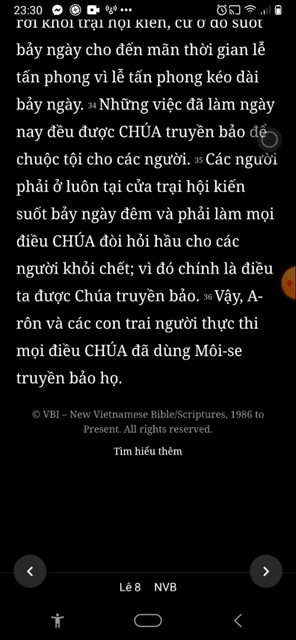 23:30
rời khỏi trại hội kiến, cứ ở đó suốt
bảy ngày cho đến mãn thời gian lễ
tấn phong vì lễ tấn phong kéo dài
bảy ngày. 34 Những việc đã làm ngày
nay đều được CHÚA truyền bảo để
chuộc tội cho các người. 35 Các người
phải ở luôn tại cửa trại hội kiến
suốt bảy ngày đêm và phải làm mọi
điều CHÚA đòi hỏi hầu cho các
người khỏi chết; vì đó chính là điều
ta được Chúa truyền bảo. 36 Vậy, A-
rôn và các con trai người thực thi
mọi điều CHÚA đã dùng Môi-se
truyền bảo họ.
© VBI – New Vietnamese Bible/Scriptures, 1986 to
Present. All rights reserved.
Tìm hiểu thêm
Lê 8 NVB